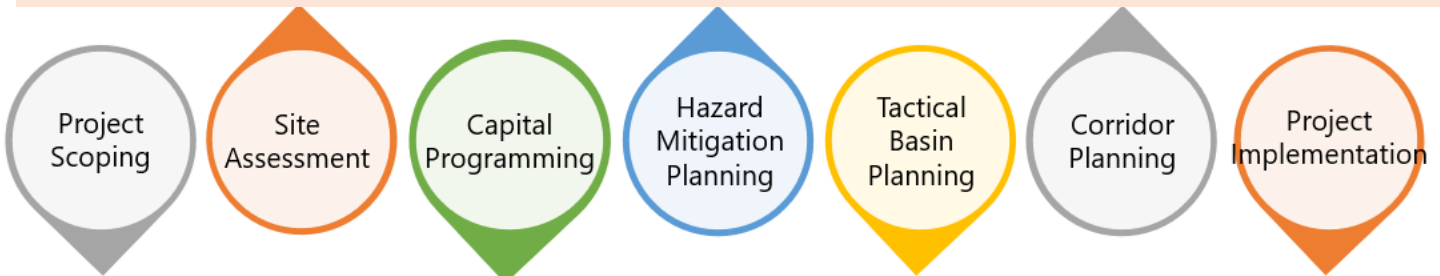 Project
Scoping
Site
Assessment
Capital
Programming
Hazard
Mitigation
Planning
Tactical
Basin
Planning
Corridor
Planning
Project
Implementation